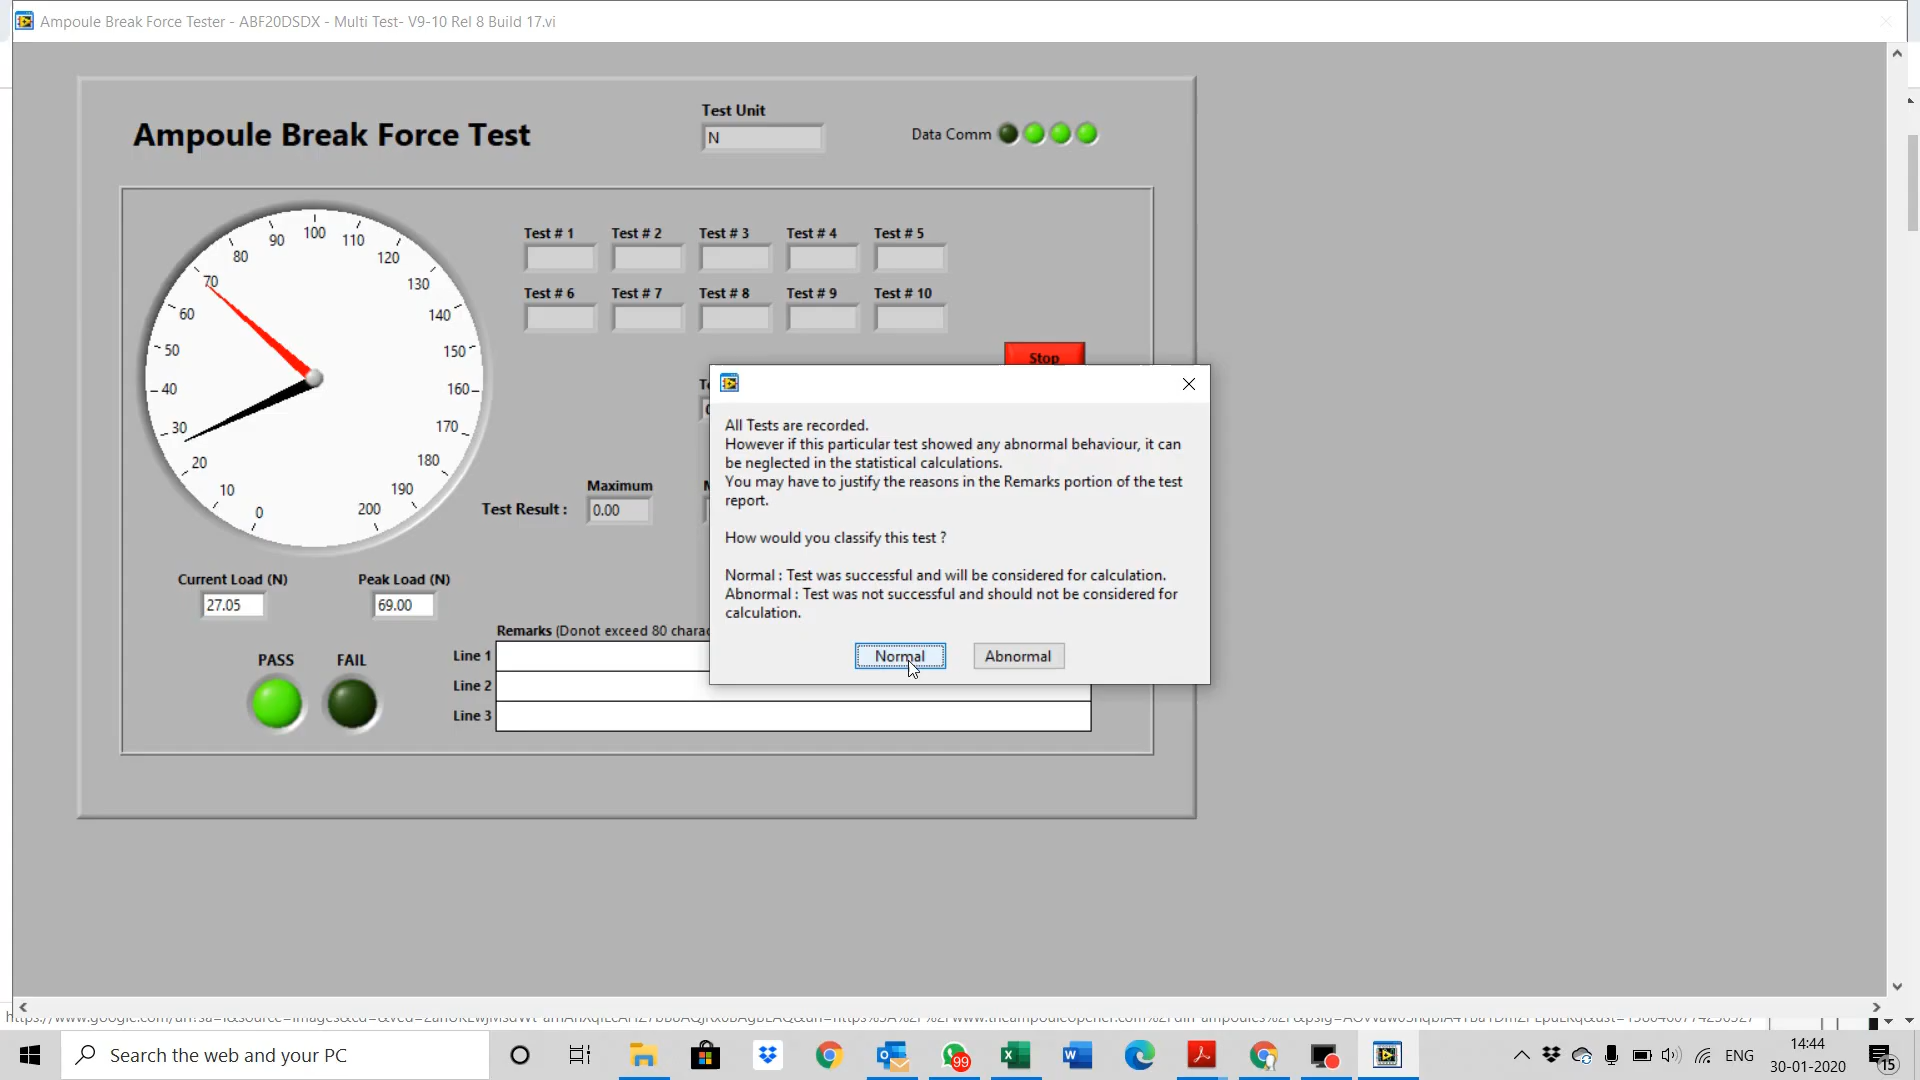 Ampoule Break Force Tester - ABF20DSDX - Multi Test- V9-10 Rel 8 Build 17.vi
Ampoule Break Force Test
Test Unit
N
Data Comm
0
10
20
30
40
50
60
70
80
90
100
110
120
130
140
150
160
170
180
190
200
Test # 1 Test # 2 Test # 3 Test # 4 Test # 5
Test # 6 Test # 7 Test # 8 Test # 9 Test # 10
Stop
All Tests are recorded.
However if this particular test showed any abnormal behaviour, it can
be neglected in the statistical calculations.
You may have to justify the reasons in the Remarks portion of the test
report.
How would you classify this test ?
Normal : Test was successful and will be considered for calculation.
Abnormal : Test was not successful and should not be considered for
calculation.
Normal Abnormal
Maximum
Test Result : 0.00
Current Load (N) Peak Load (N)
27.05 69.00
PASS FAIL
Remarks (Donot exceed 80
Line 1
Line 2
Line 3
Search the web and your PC
99
ENG
14:44
30-01-2020
15